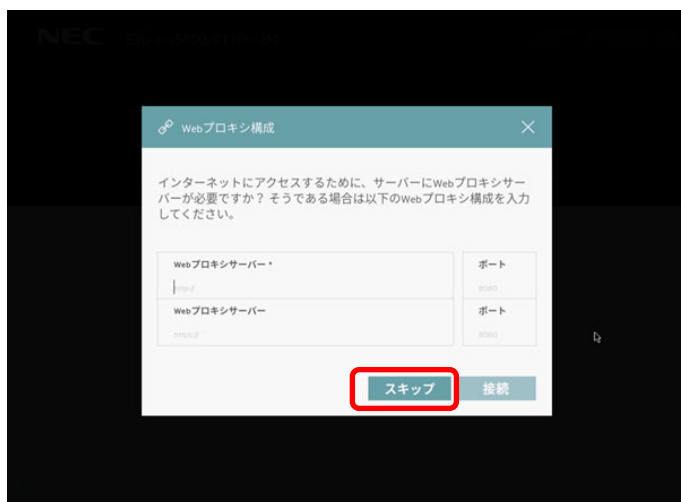 NEC
Webプロキシ構成
インターネットにアクセスするために、サーバーにWebプロキシサー
バーが必要ですか？ そうである場合は以下のWebプロキシ構成を入力
してください。
Webプロキシサーバー * ポート
http:// 8080
Webプロキシサーバー ポート
https:// 8080
スキップ 接続